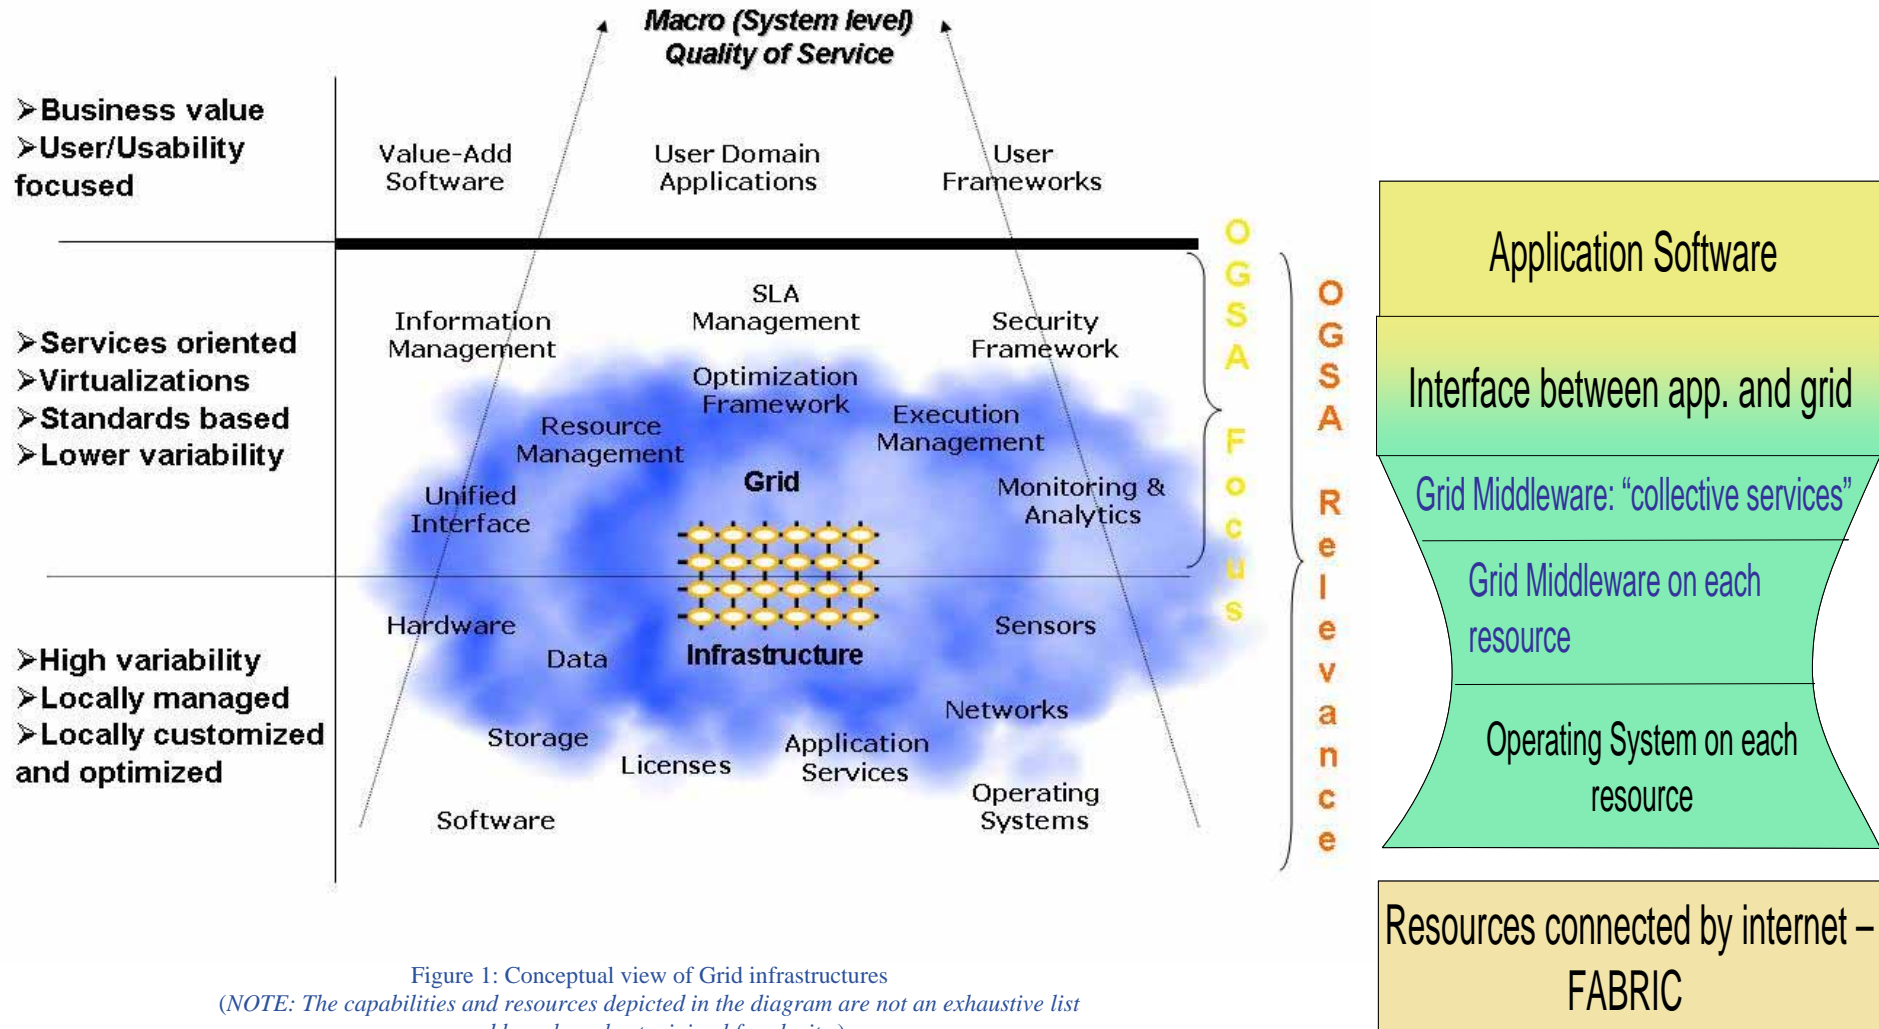 Macro (System level)
Quality of Service
➢Business value
➢User/Usability
focused
Value-Add
Software
User Domain
Applications
User
Frameworks
➢Services oriented
➢Virtualizations
➢Standards based
➢Lower variability
Information
Management
SLA
Management
Security
Framework
Optimization
Framework
Resource
Management
Execution
Management
Unified
Interface
Grid
Monitoring &
Analytics
➢High variability
➢Locally managed
➢Locally customized
and optimized
Hardware
Data
Infrastructure
Sensors
Storage
Licenses
Application
Services
Networks
Software
Operating
Systems
OGSA Focus
OGSA Relevance
Application Software
Interface between app. and grid
Grid Middleware: “collective services”
Grid Middleware on each
resource
Operating System on each
resource
Resources connected by internet –
FABRIC
Figure 1: Conceptual view of Grid infrastructures
(NOTE: The capabilities and resources depicted in the diagram are not an exhaustive list